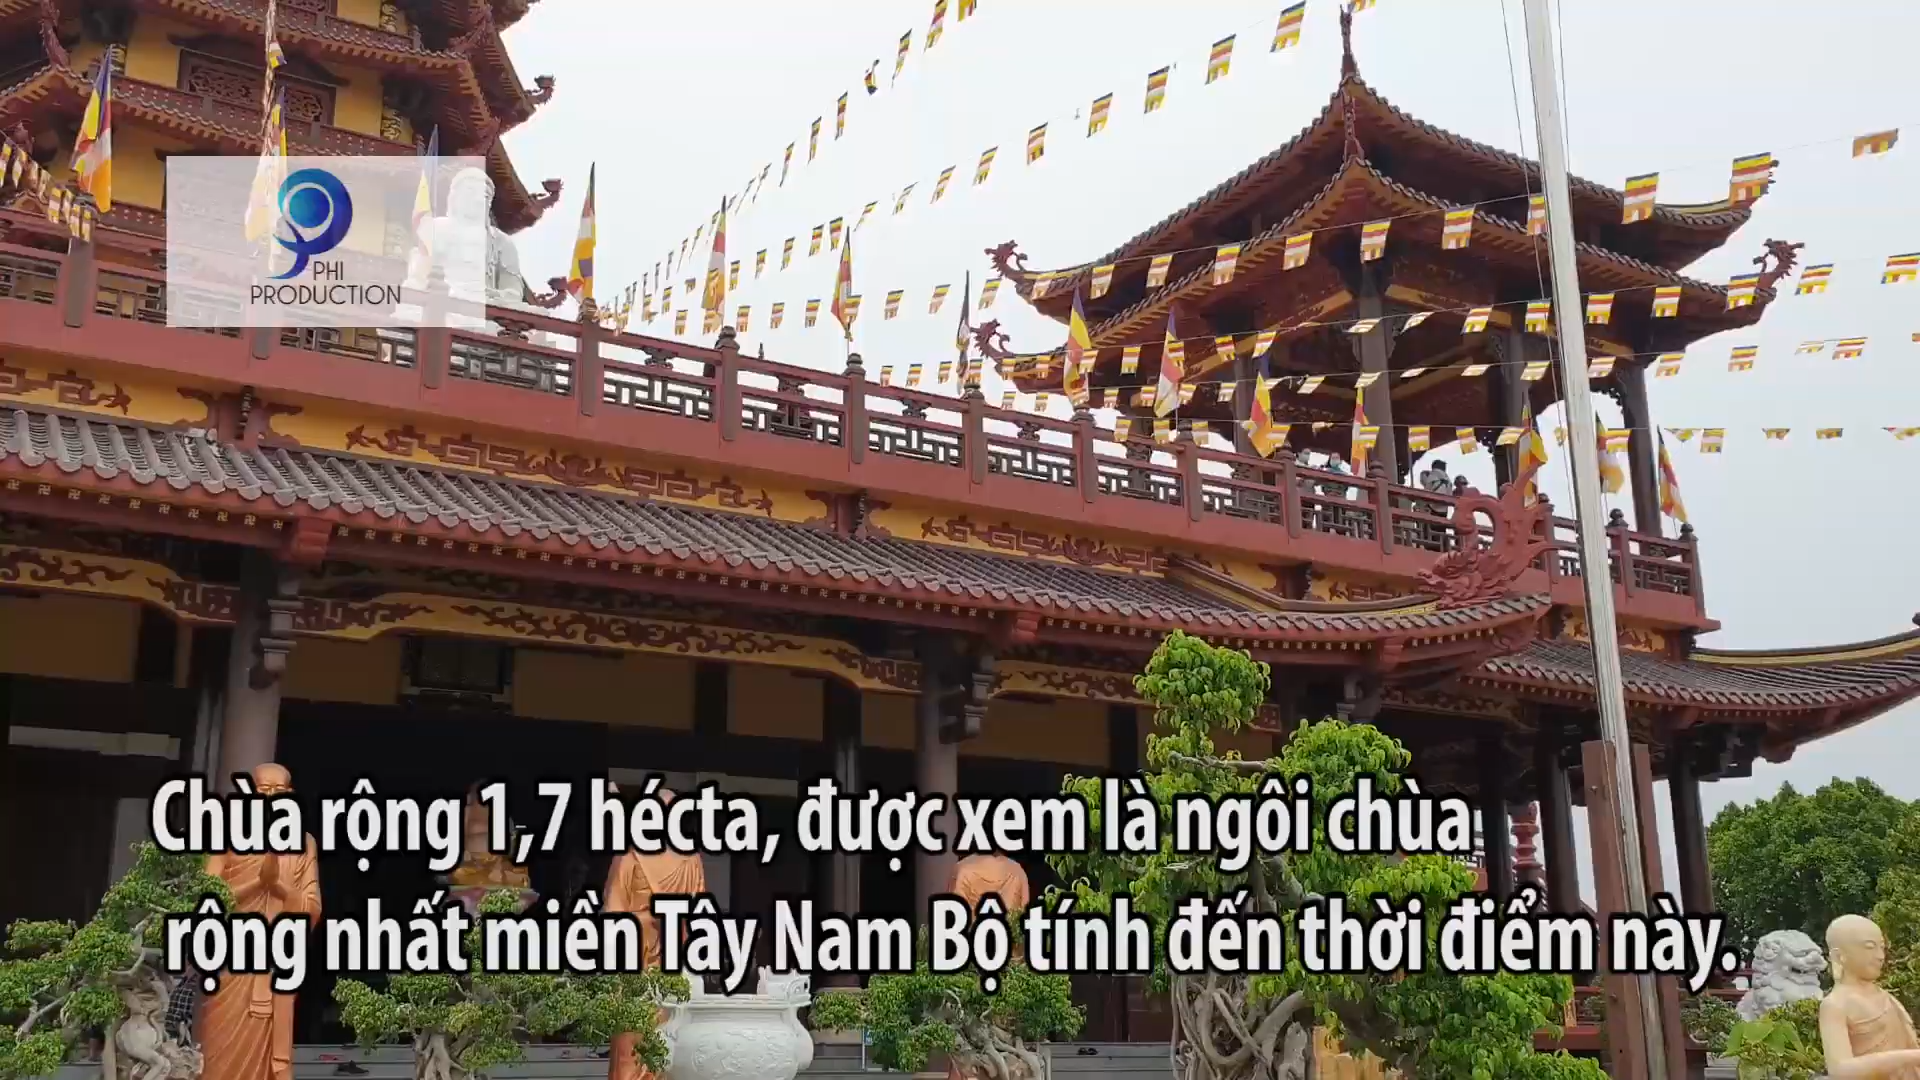 PHI
PRODUCTION
Chùa rộng 1,7 hécta, được xem là ngôi chùa
rộng nhất miền Tây Nam Bộ tính đến thời điểm này.